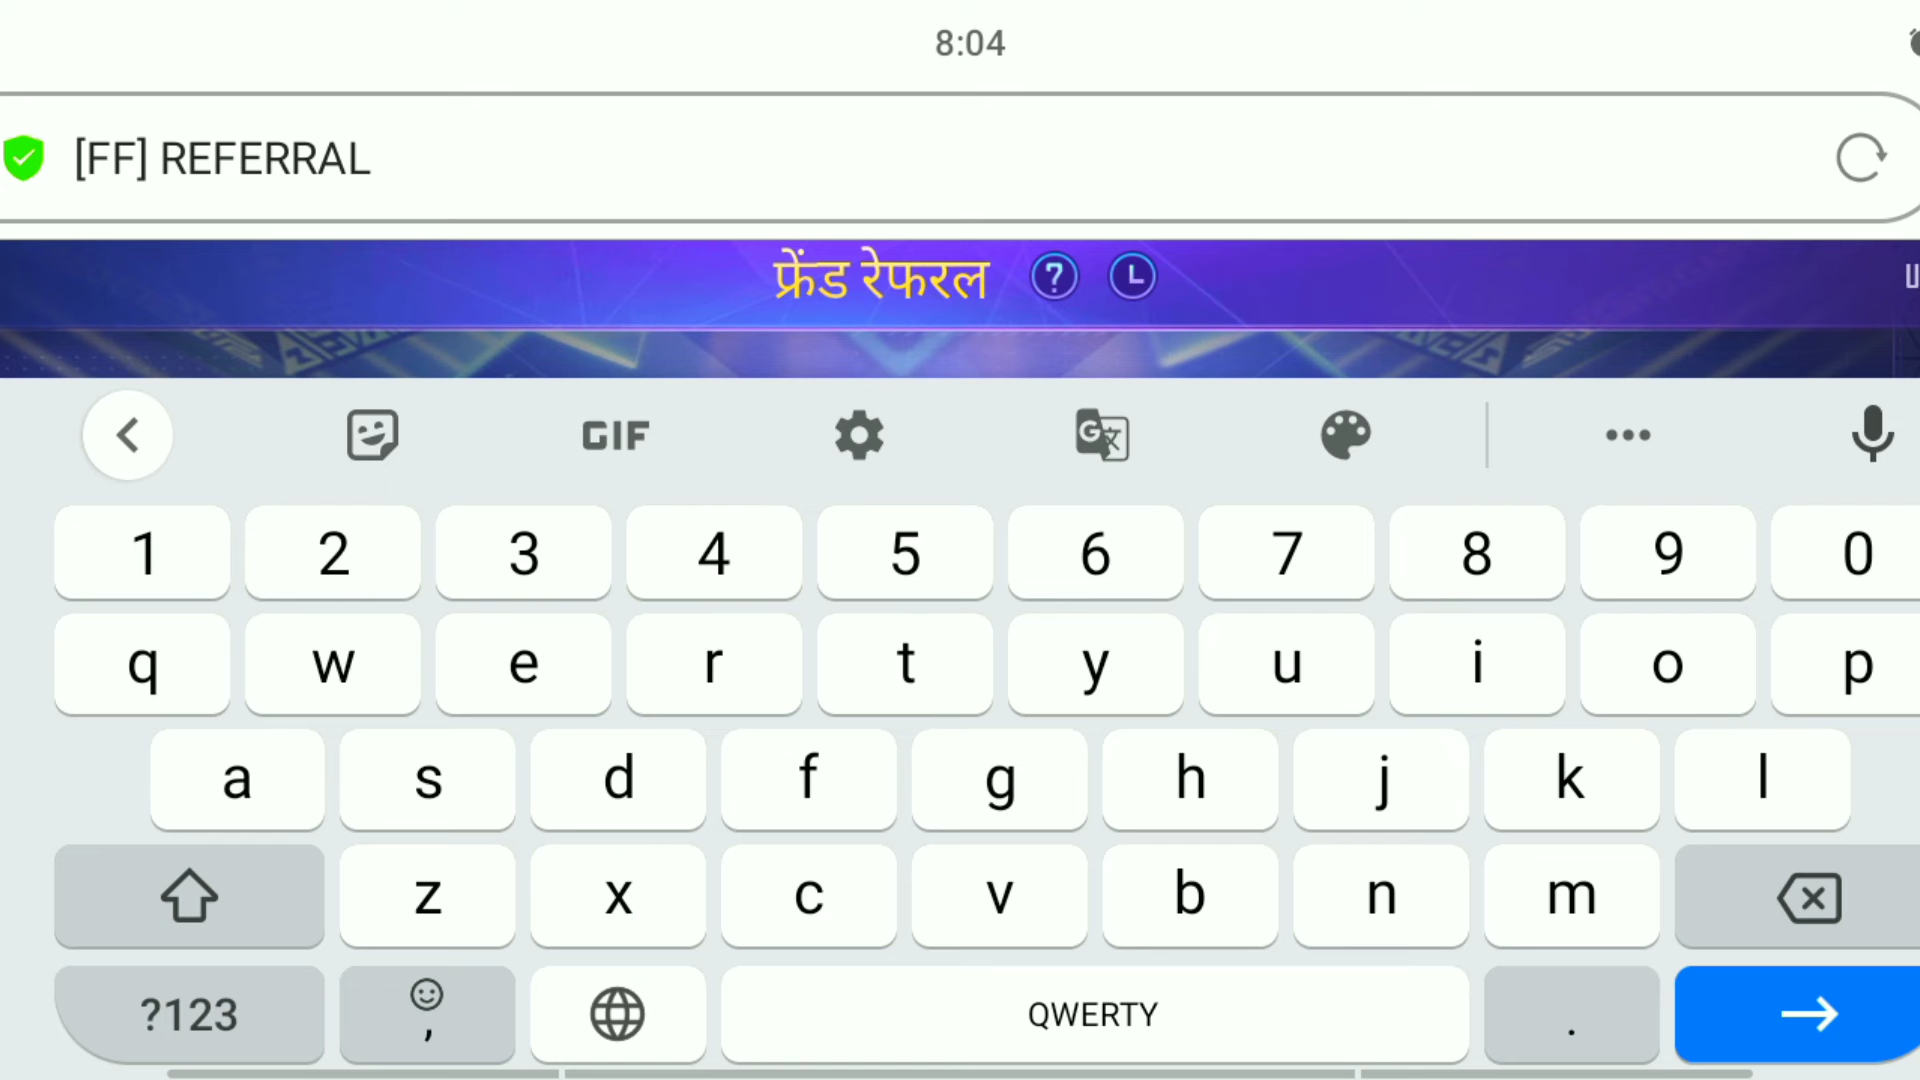 8:04
[FF] REFERRAL
फ्रेंड रेफरल ?
GIF
1 2 3 4 5 6 7 8 9 0
q w e r t y u i o p
a s d f g h j k l
z x c v b n m
?123 , QWERTY .